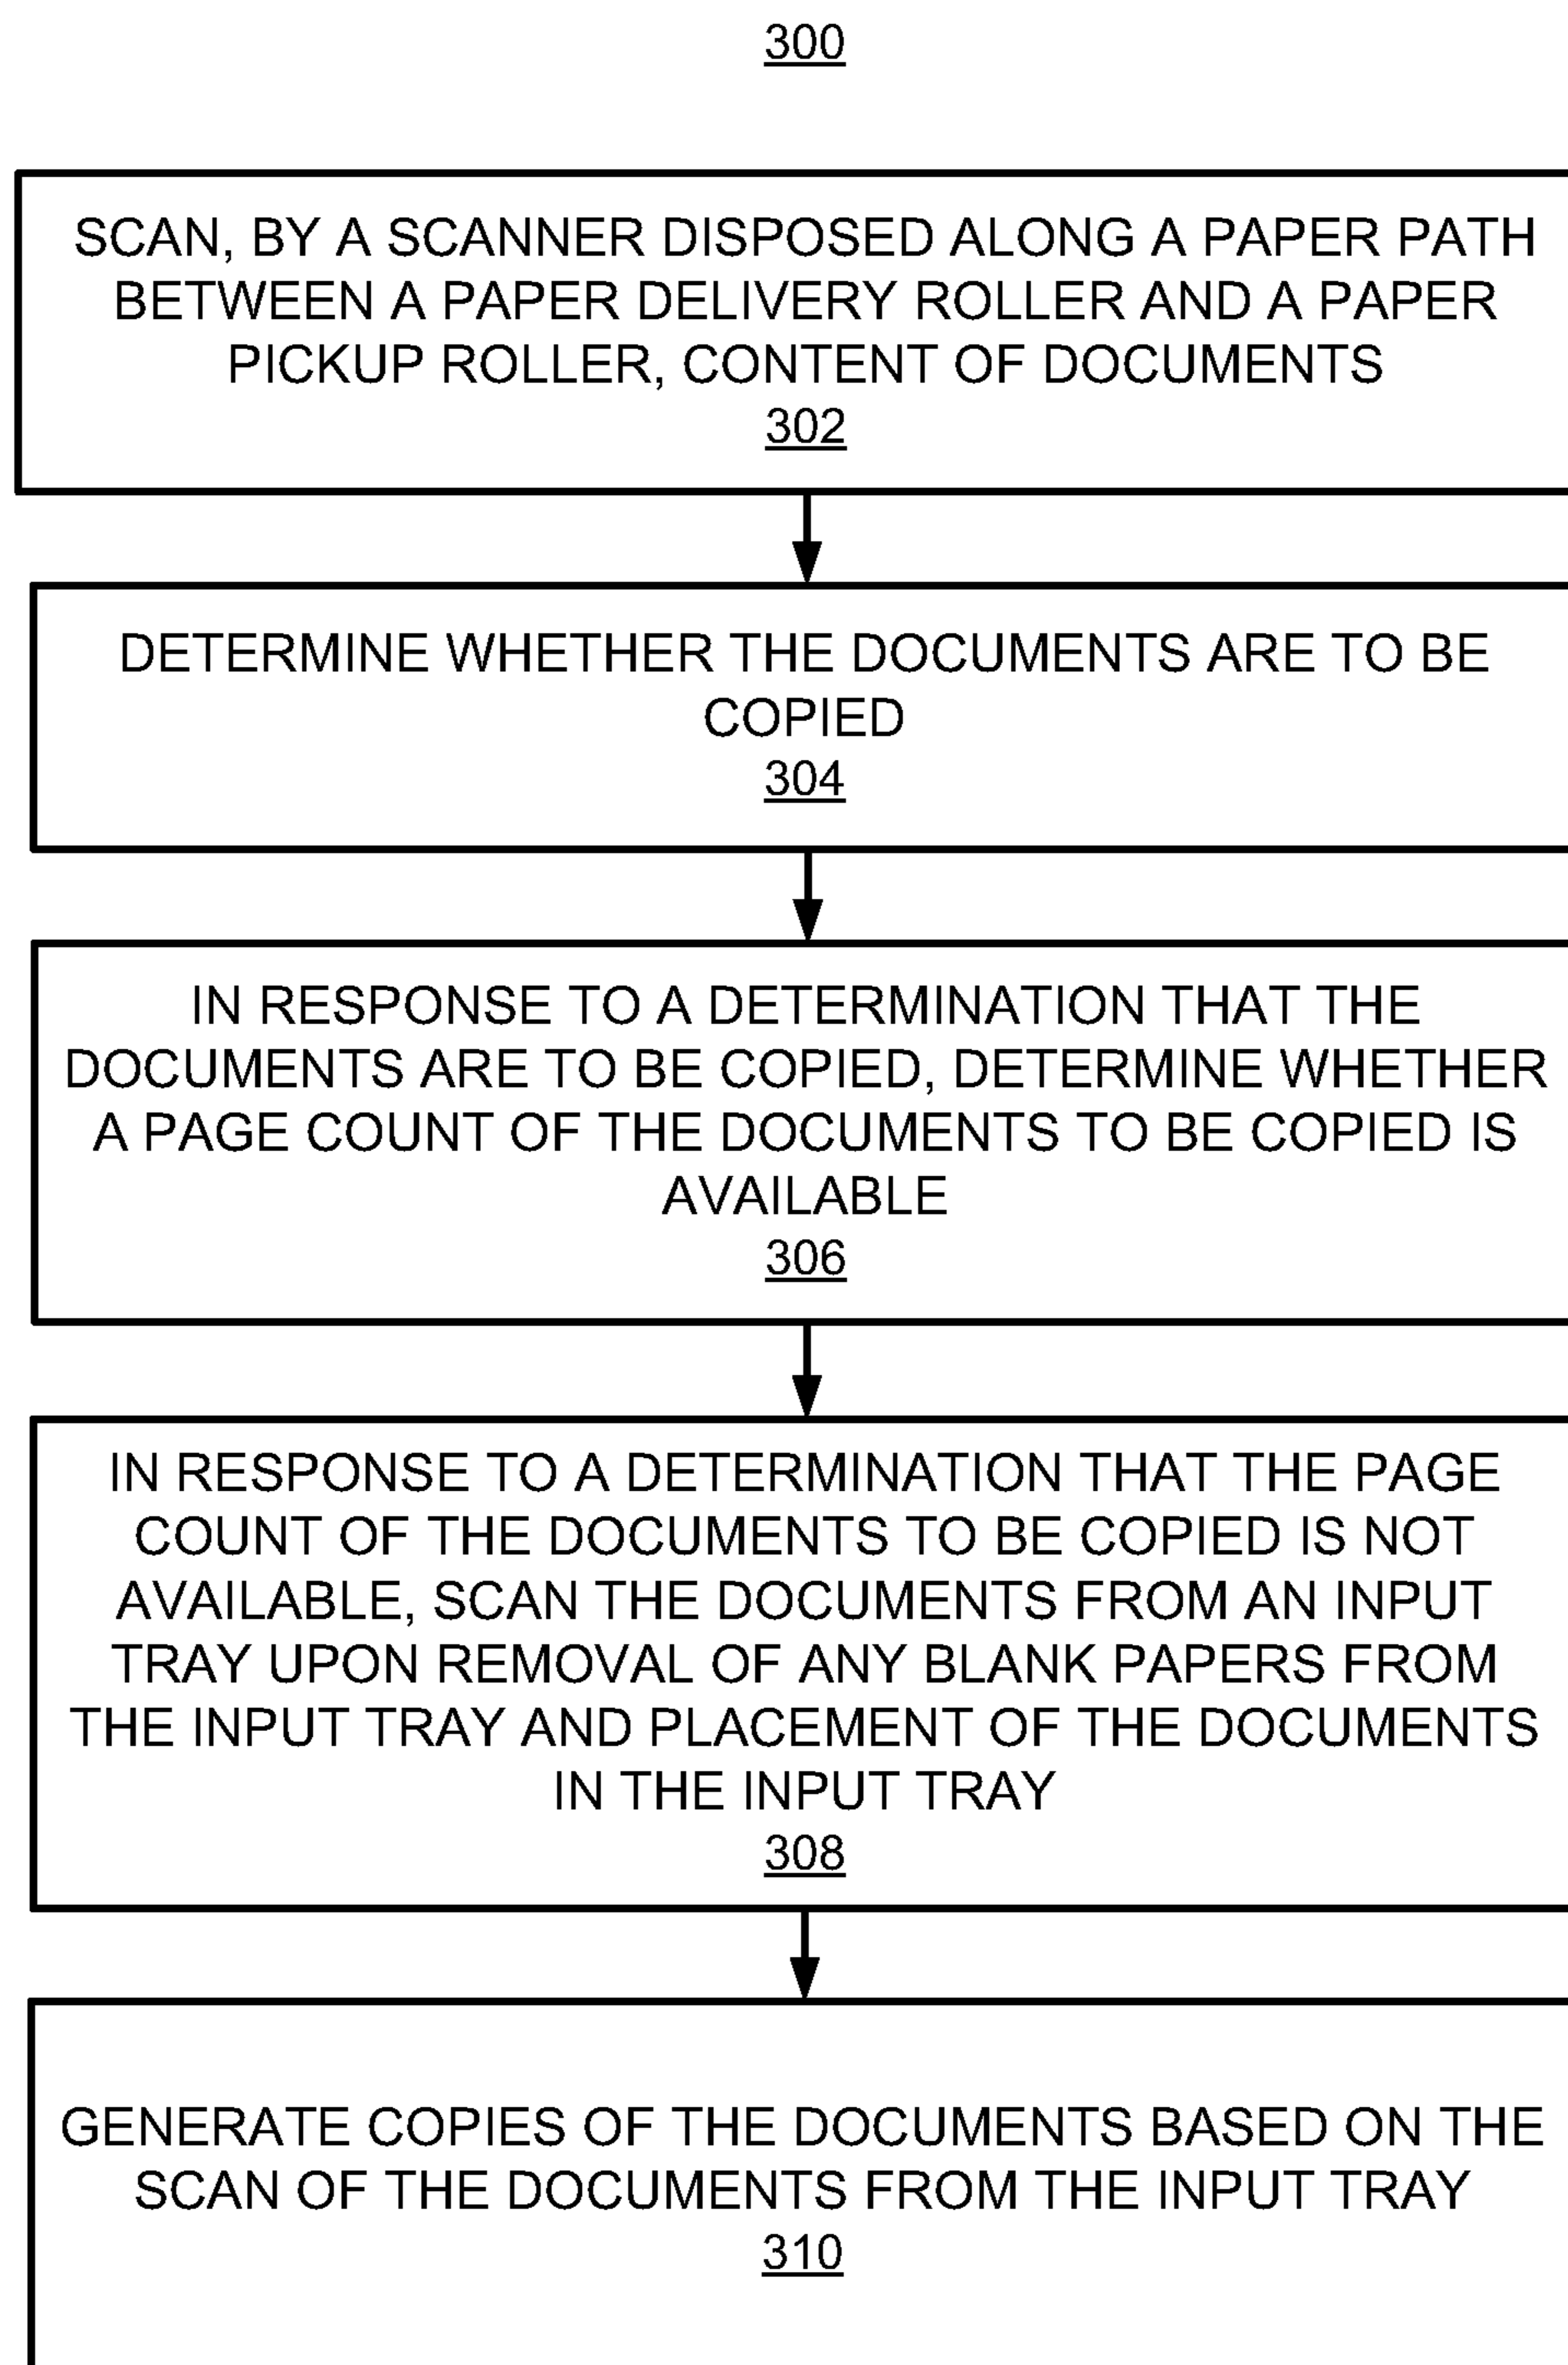 300
SCAN, BY A SCANNER DISPOSED ALONG A PAPER PATH
BETWEEN A PAPER DELIVERY ROLLER AND A PAPER
PICKUP ROLLER, CONTENT OF DOCUMENTS
302
DETERMINE WHETHER THE DOCUMENTS ARE TO BE
COPIED
304
IN RESPONSE TO A DETERMINATION THAT THE
DOCUMENTS ARE TO BE COPIED, DETERMINE WHETHER
A PAGE COUNT OF THE DOCUMENTS TO BE COPIED IS
AVAILABLE
306
IN RESPONSE TO A DETERMINATION THAT THE PAGE
COUNT OF THE DOCUMENTS TO BE COPIED IS NOT
AVAILABLE, SCAN THE DOCUMENTS FROM AN INPUT
TRAY UPON REMOVAL OF ANY BLANK PAPERS FROM
THE INPUT TRAY AND PLACEMENT OF THE DOCUMENTS
IN THE INPUT TRAY
308
GENERATE COPIES OF THE DOCUMENTS BASED ON THE
SCAN OF THE DOCUMENTS FROM THE INPUT TRAY
310